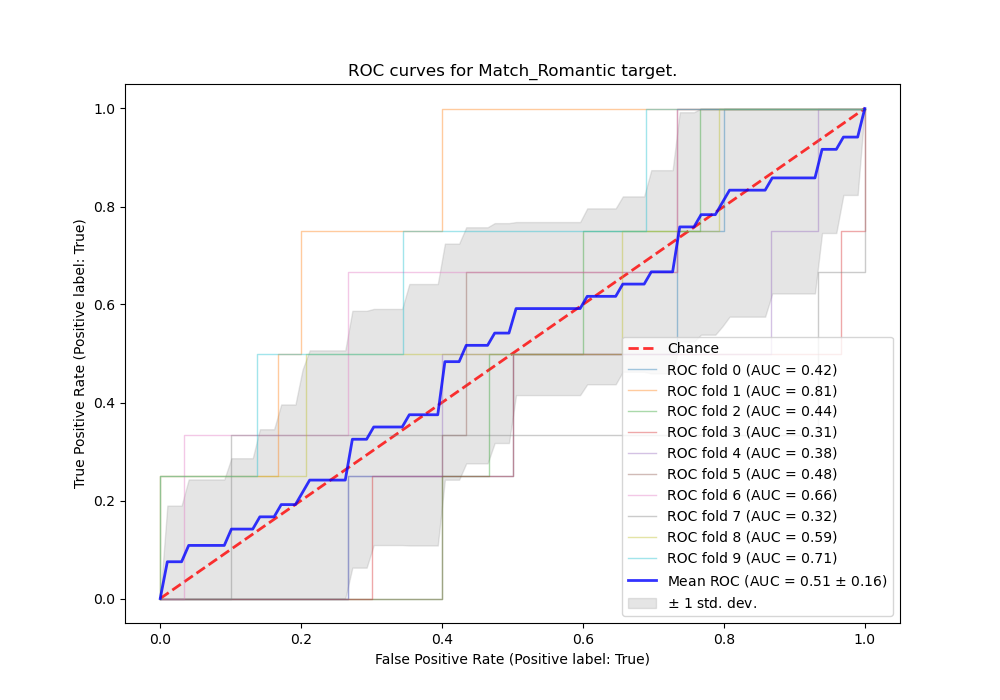 ROC curves for Match_Romantic target.
True Positive Rate (Positive label: True)
1.0
0.8
0.6
0.4
0.2
0.0
0.0 0.2 0.4 0.6 0.8 1.0
False Positive Rate (Positive label: True)
Chance
ROC fold 0 (AUC = 0.42)
ROC fold 1 (AUC = 0.81)
ROC fold 2 (AUC = 0.44)
ROC fold 3 (AUC = 0.31)
ROC fold 4 (AUC = 0.38)
ROC fold 5 (AUC = 0.48)
ROC fold 6 (AUC = 0.66)
ROC fold 7 (AUC = 0.32)
ROC fold 8 (AUC = 0.59)
ROC fold 9 (AUC = 0.71)
Mean ROC (AUC = 0.51 ± 0.16)
± 1 std. dev.